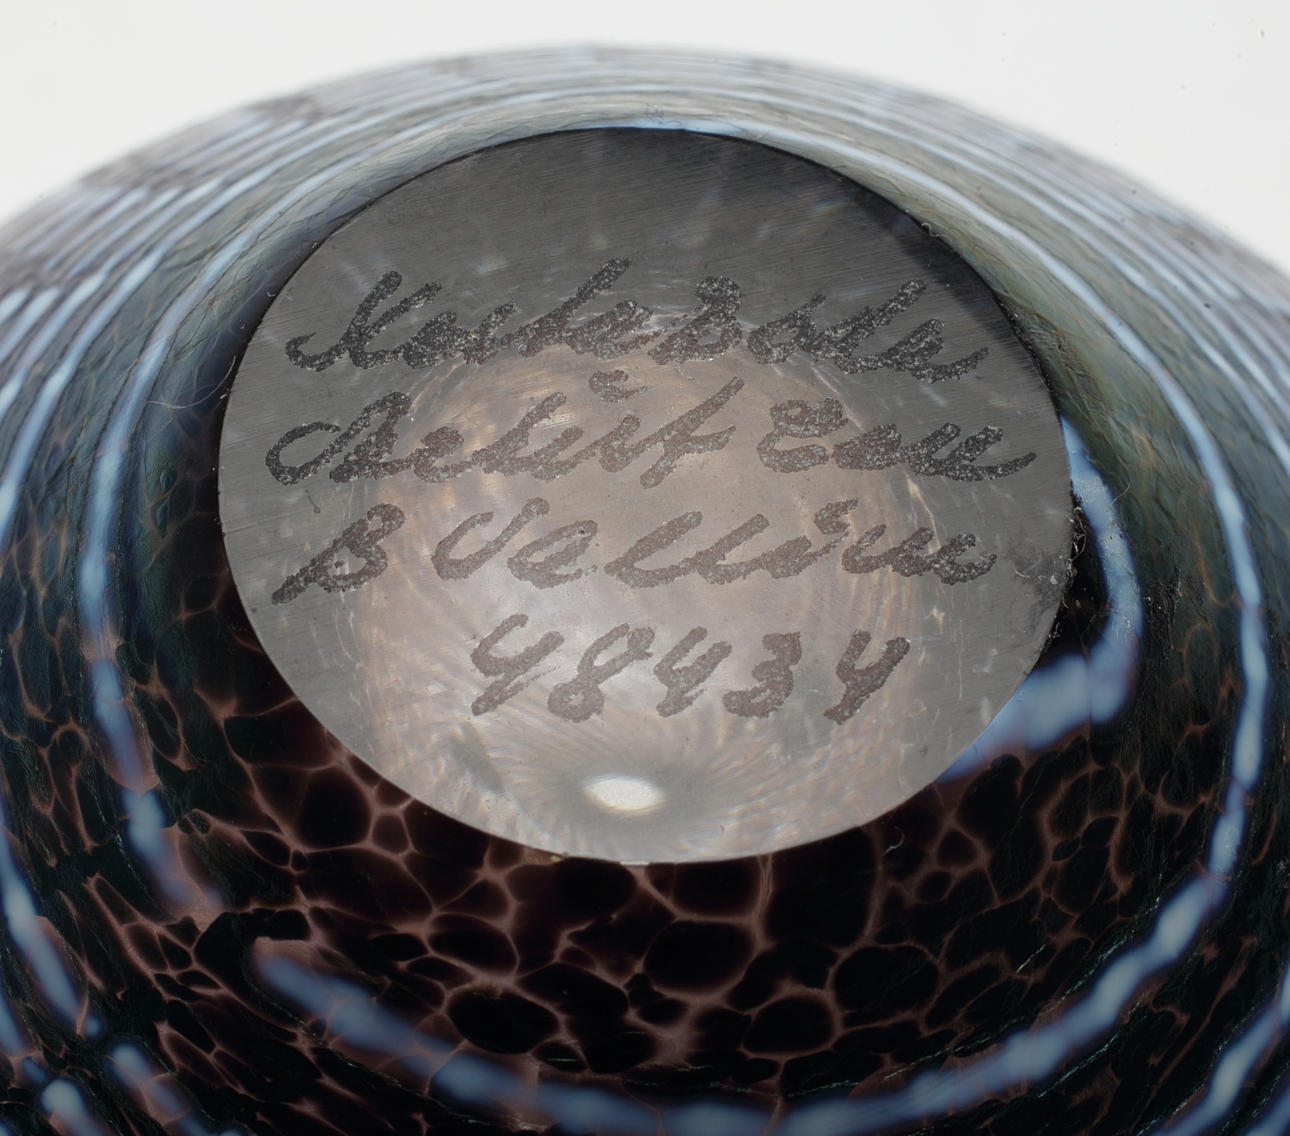 Kosta Boda
Artist Coll
B Vallien
48434